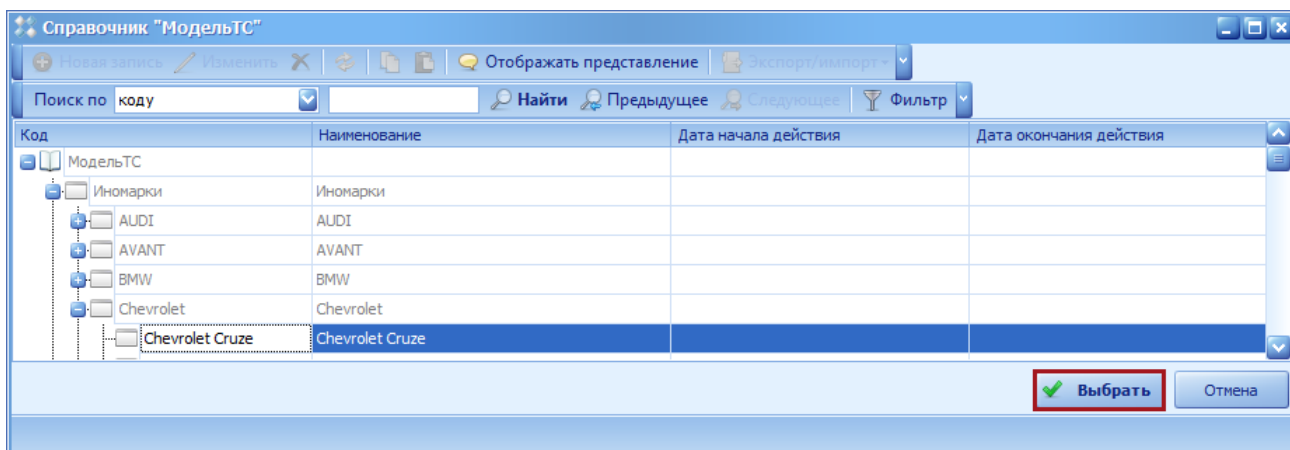 Справочник "МодельТС"
Новая запись Изменить Отображать представление Экспорт/импорт
Поиск по коду Найти Предыдущее Следующее Фильтр
Код Наименование Дата начала действия Дата окончания действия
МодельТС
Иномарки Иномарки
AUDI AUDI
AVANT AVANT
BMW BMW
Chevrolet Chevrolet
Chevrolet Cruze Chevrolet Cruze
Выбрать Отмена